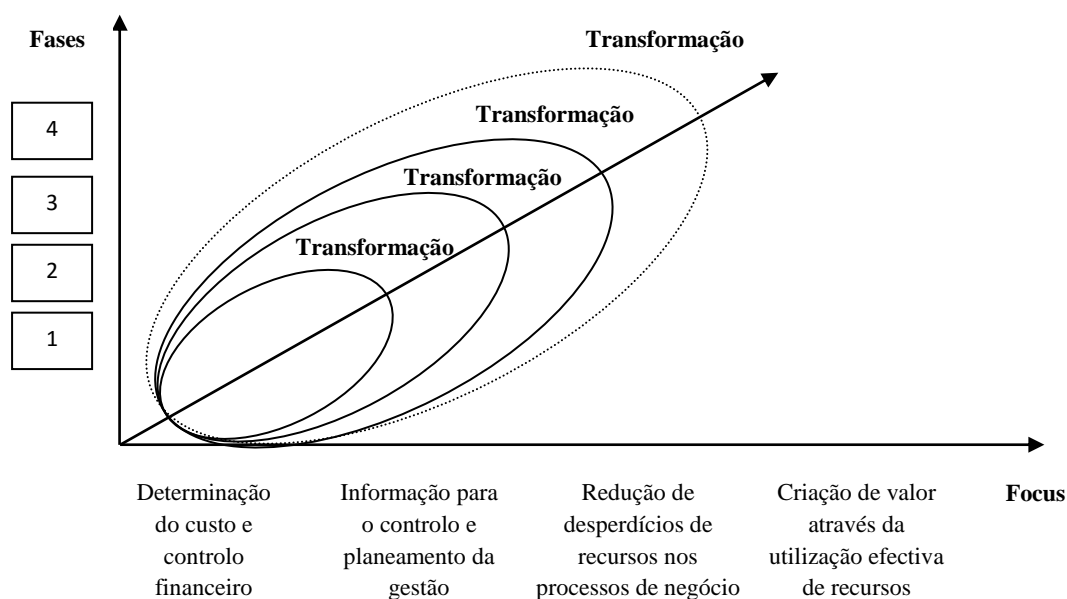 Fases
Transformação
4
Transformação
3
Transformação
2
Transformação
1
Determinação
do custo e
controlo
financeiro
Informação para
o controlo e
planeamento da
gestão
Redução de
desperdícios de
recursos nos
processos de negócio
Criação de valor
através da
utilização efectiva
de recursos
Focus